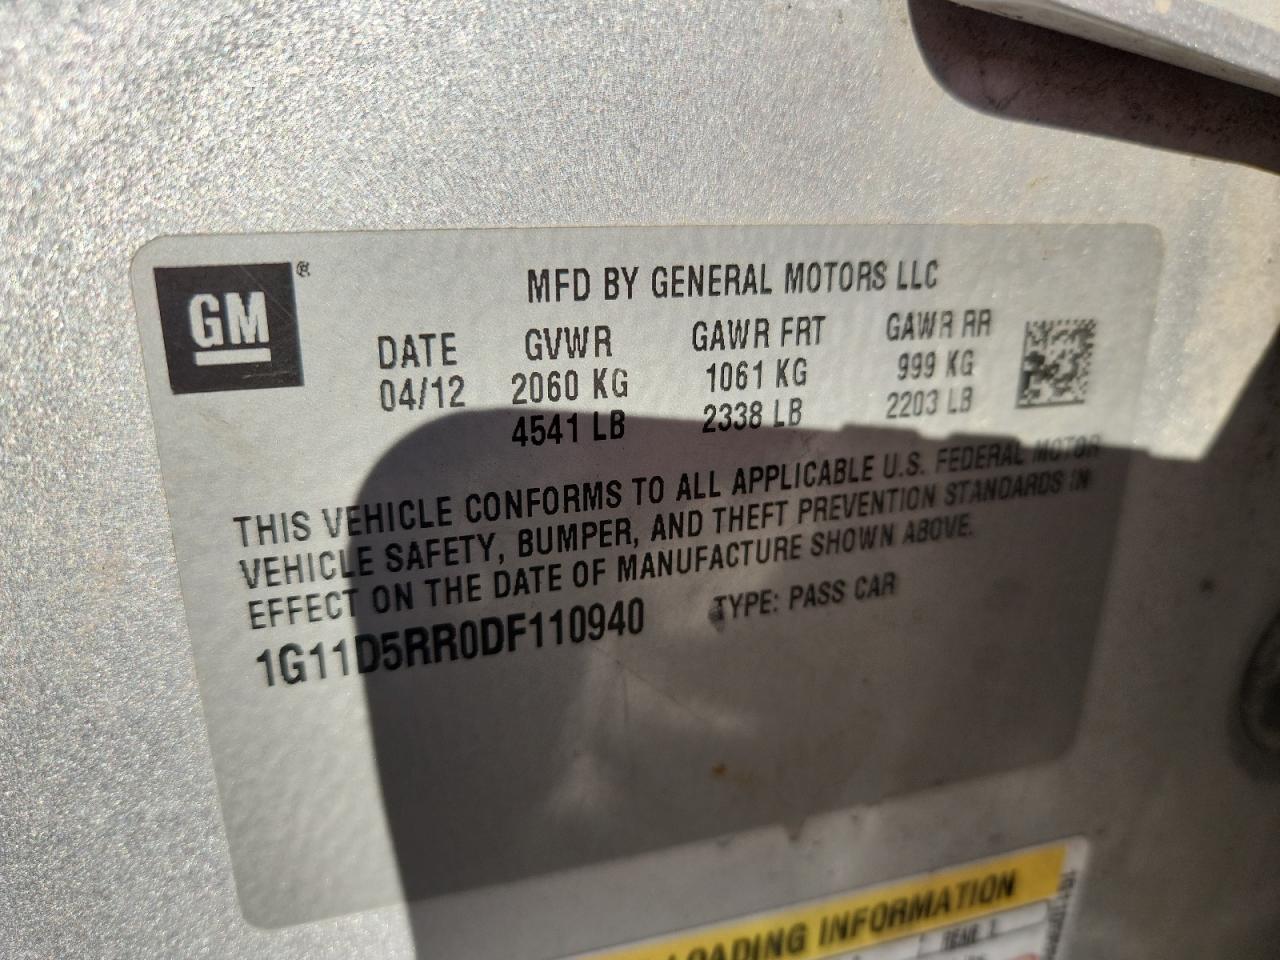 GM®
MFD BY GENERAL MOTORS LLC
DATE GVWR GAWR FRT GAWR RR
04/12 2060 KG 1061 KG 999 KG
4541 LB 2338 LB 2203 LB
THIS VEHICLE CONFORMS TO ALL APPLICABLE U.S. FEDERAL MOTOR
VEHICLE SAFETY, BUMPER, AND THEFT PREVENTION STANDARDS IN
EFFECT ON THE DATE OF MANUFACTURE SHOWN ABOVE.
1G11D5RR0DF110940 TYPE: PASS CAR
LOADING INFORMATION
REAR